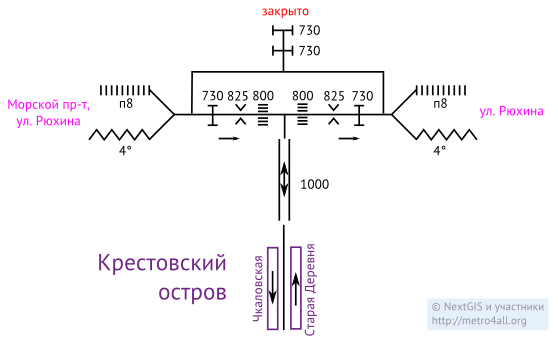 закрыто
730
730
730 825 800 800 825 730
п8
п8
Морской пр-т,
ул. Рюхина
ул. Рюхина
4°
4°
1000
Крестовский
остров
Чкаловская
Старая Деревня
© NextGIS и участники
http://metro4all.org